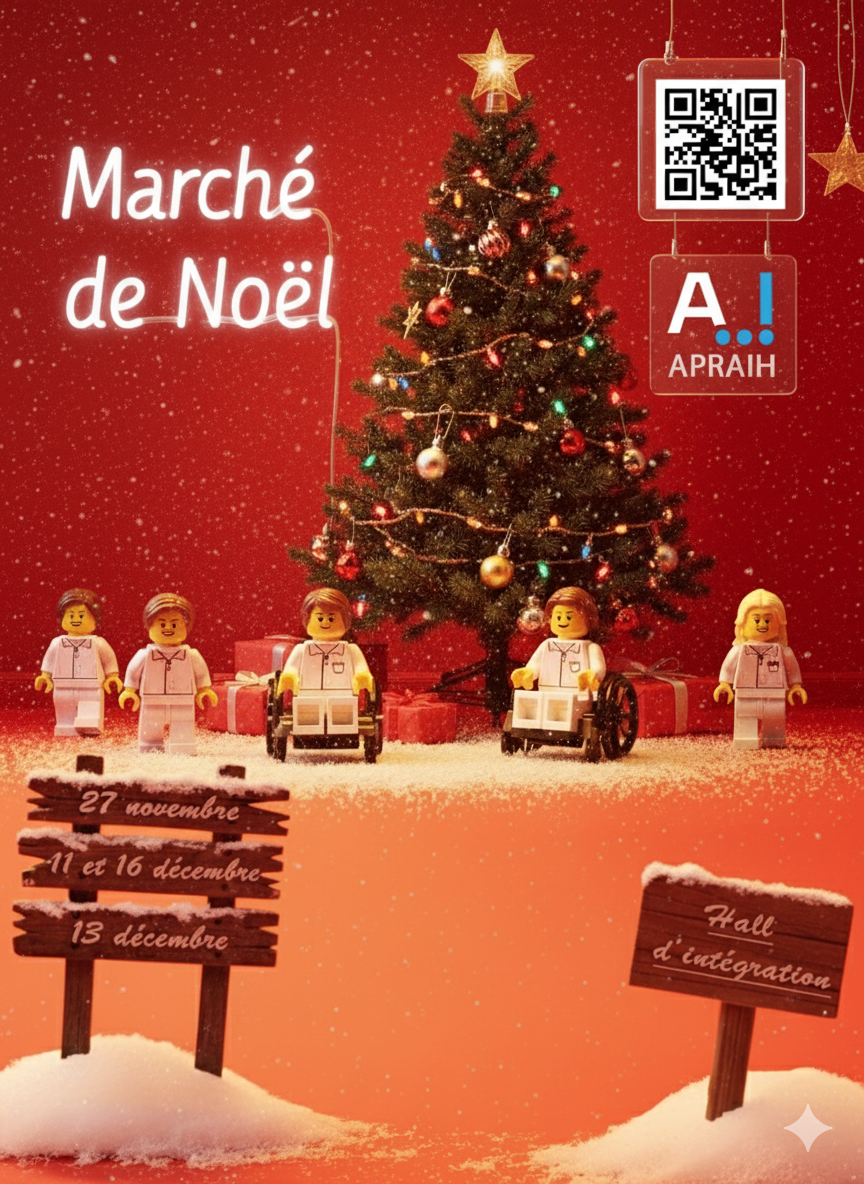 Marché
de Noël
A..!
APRAIH
27 novembre
11 et 16 décembre
13 décembre
Hall
d'intégration